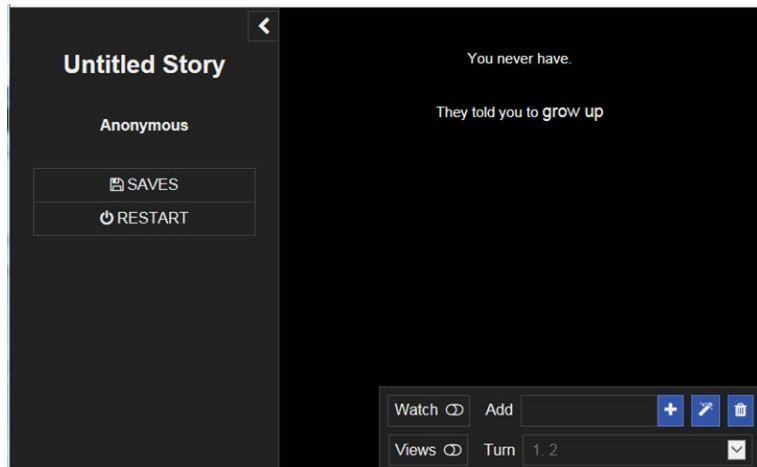 Untitled Story
Anonymous
SAVES
RESTART
You never have.
They told you to grow up
Watch Add
Views Turn 1. 2